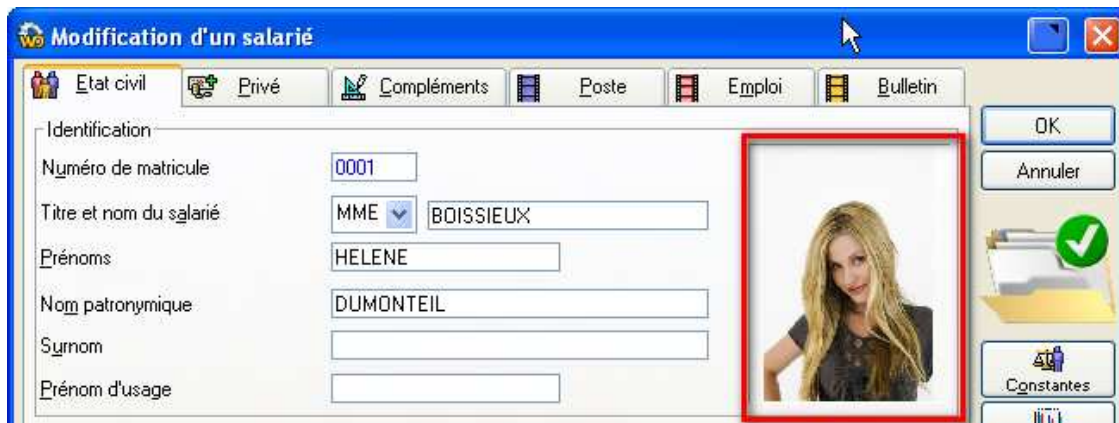 Modification d'un salarié
Etat civil Privé Compléments Poste Emploi Bulletin
Identification
OK
Numéro de matricule 0001
Annuler
Titre et nom du salarié MME BOISSIEUX
Prénoms HELENE
Nom patronymique DUMONTEIL
Surnom
Prénom d'usage
Constantes